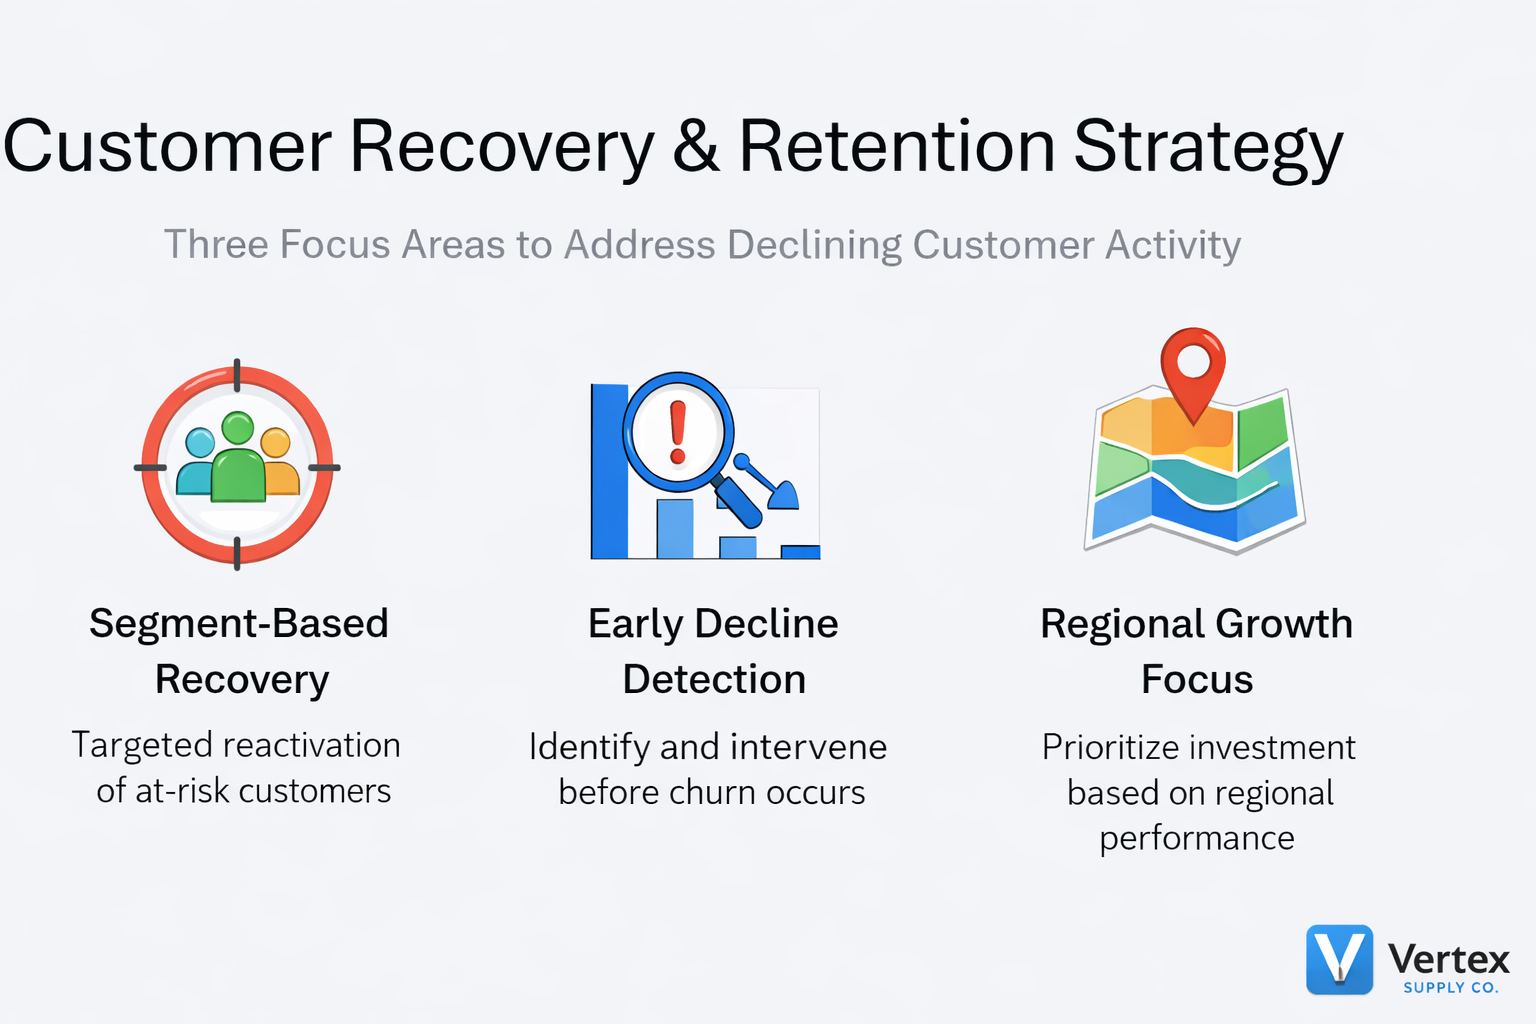 Customer Recovery & Retention Strategy
Three Focus Areas to Address Declining Customer Activity
!
Segment-Based
Recovery
Targeted reactivation
of at-risk customers
Early Decline
Detection
Identify and intervene
before churn occurs
Regional Growth
Focus
Prioritize investment
based on regional
performance
V
Vertex
SUPPLY CO.